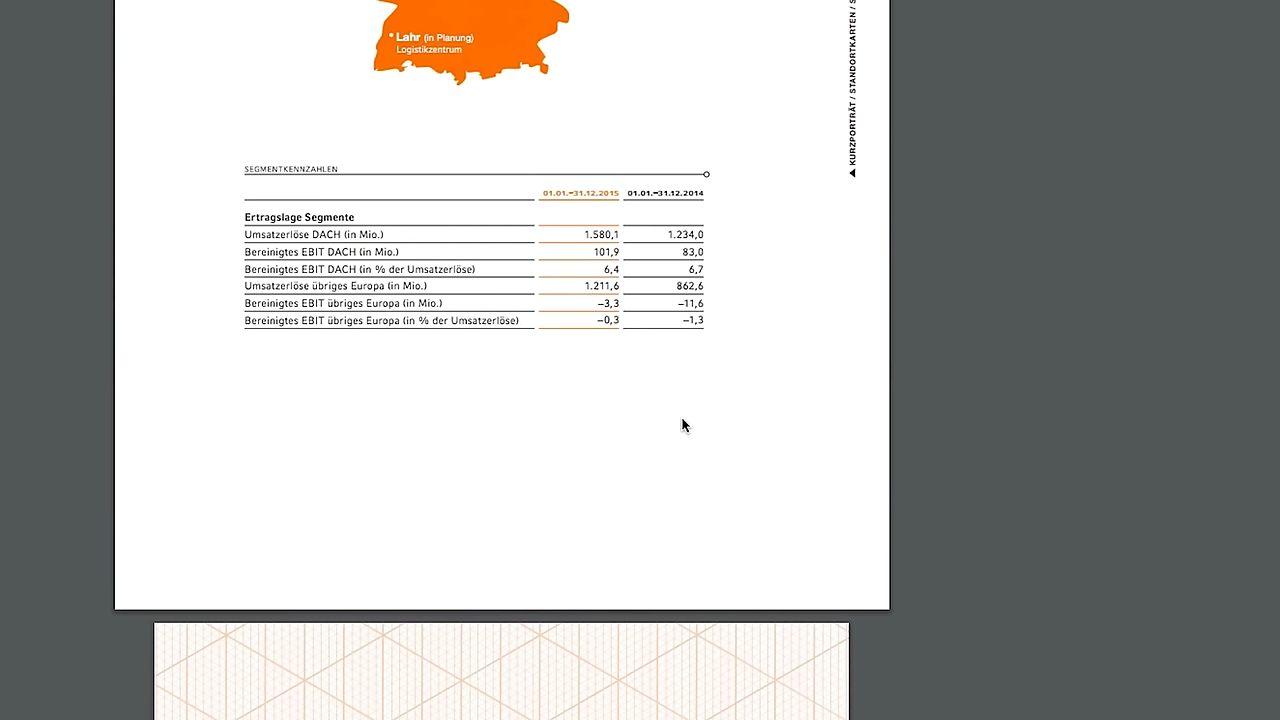 Lahr (in Planung)
Logistikzentrum
◀ KURZPORTRÄT / STANDORTKARTEN /
SEGMENTKENNZAHLEN
01.01.–31.12.2015 01.01.–31.12.2014
Ertragslage Segmente
Umsatzerlöse DACH (in Mio.) 1.580,1 1.234,0
Bereinigtes EBIT DACH (in Mio.) 101,9 83,0
Bereinigtes EBIT DACH (in % der Umsatzerlöse) 6,4 6,7
Umsatzerlöse übriges Europa (in Mio.) 1.211,6 862,6
Bereinigtes EBIT übriges Europa (in Mio.) –3,3 –11,6
Bereinigtes EBIT übriges Europa (in % der Umsatzerlöse) –0,3 –1,3